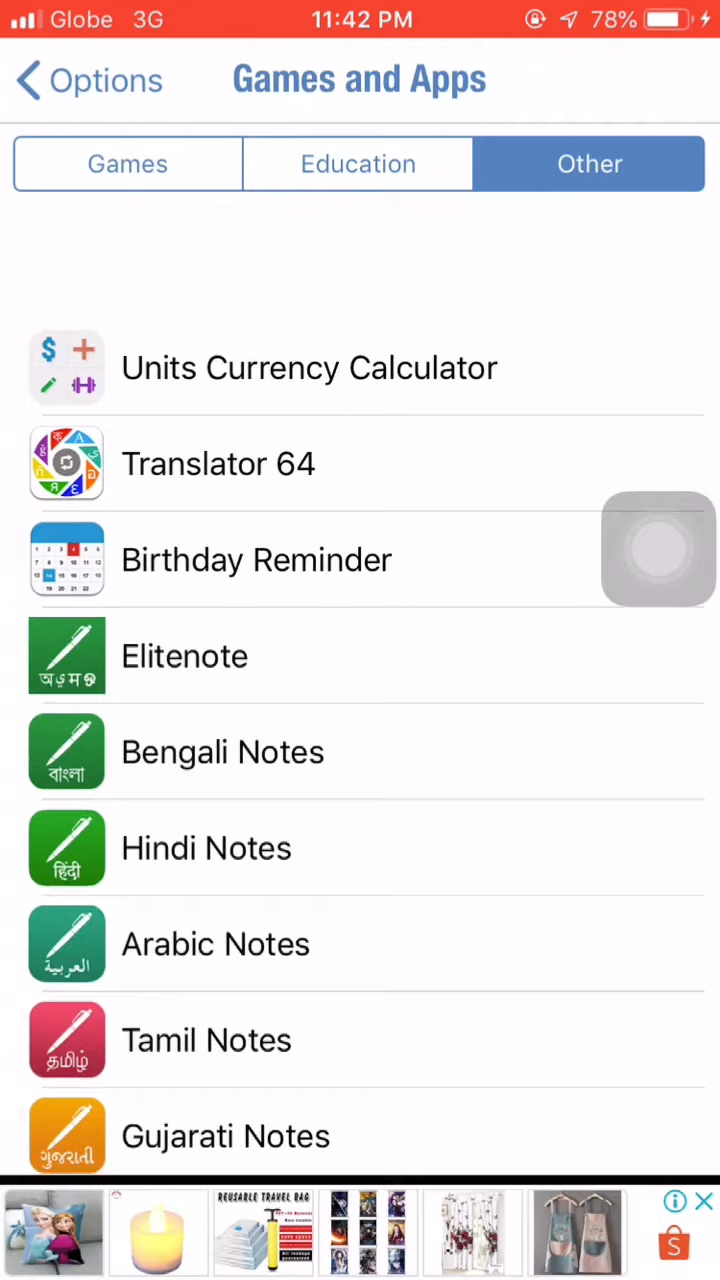 Globe 3G 11:42 PM 78%
Options Games and Apps
Games Education Other
Units Currency Calculator
Translator 64
Birthday Reminder
অঙমও
Elitenote
বাংলা
Bengali Notes
हिंदी
Hindi Notes
العربية
Arabic Notes
தமிழ்
Tamil Notes
ગુજરાતી
Gujarati Notes
REUSABLE TRAVEL BAG